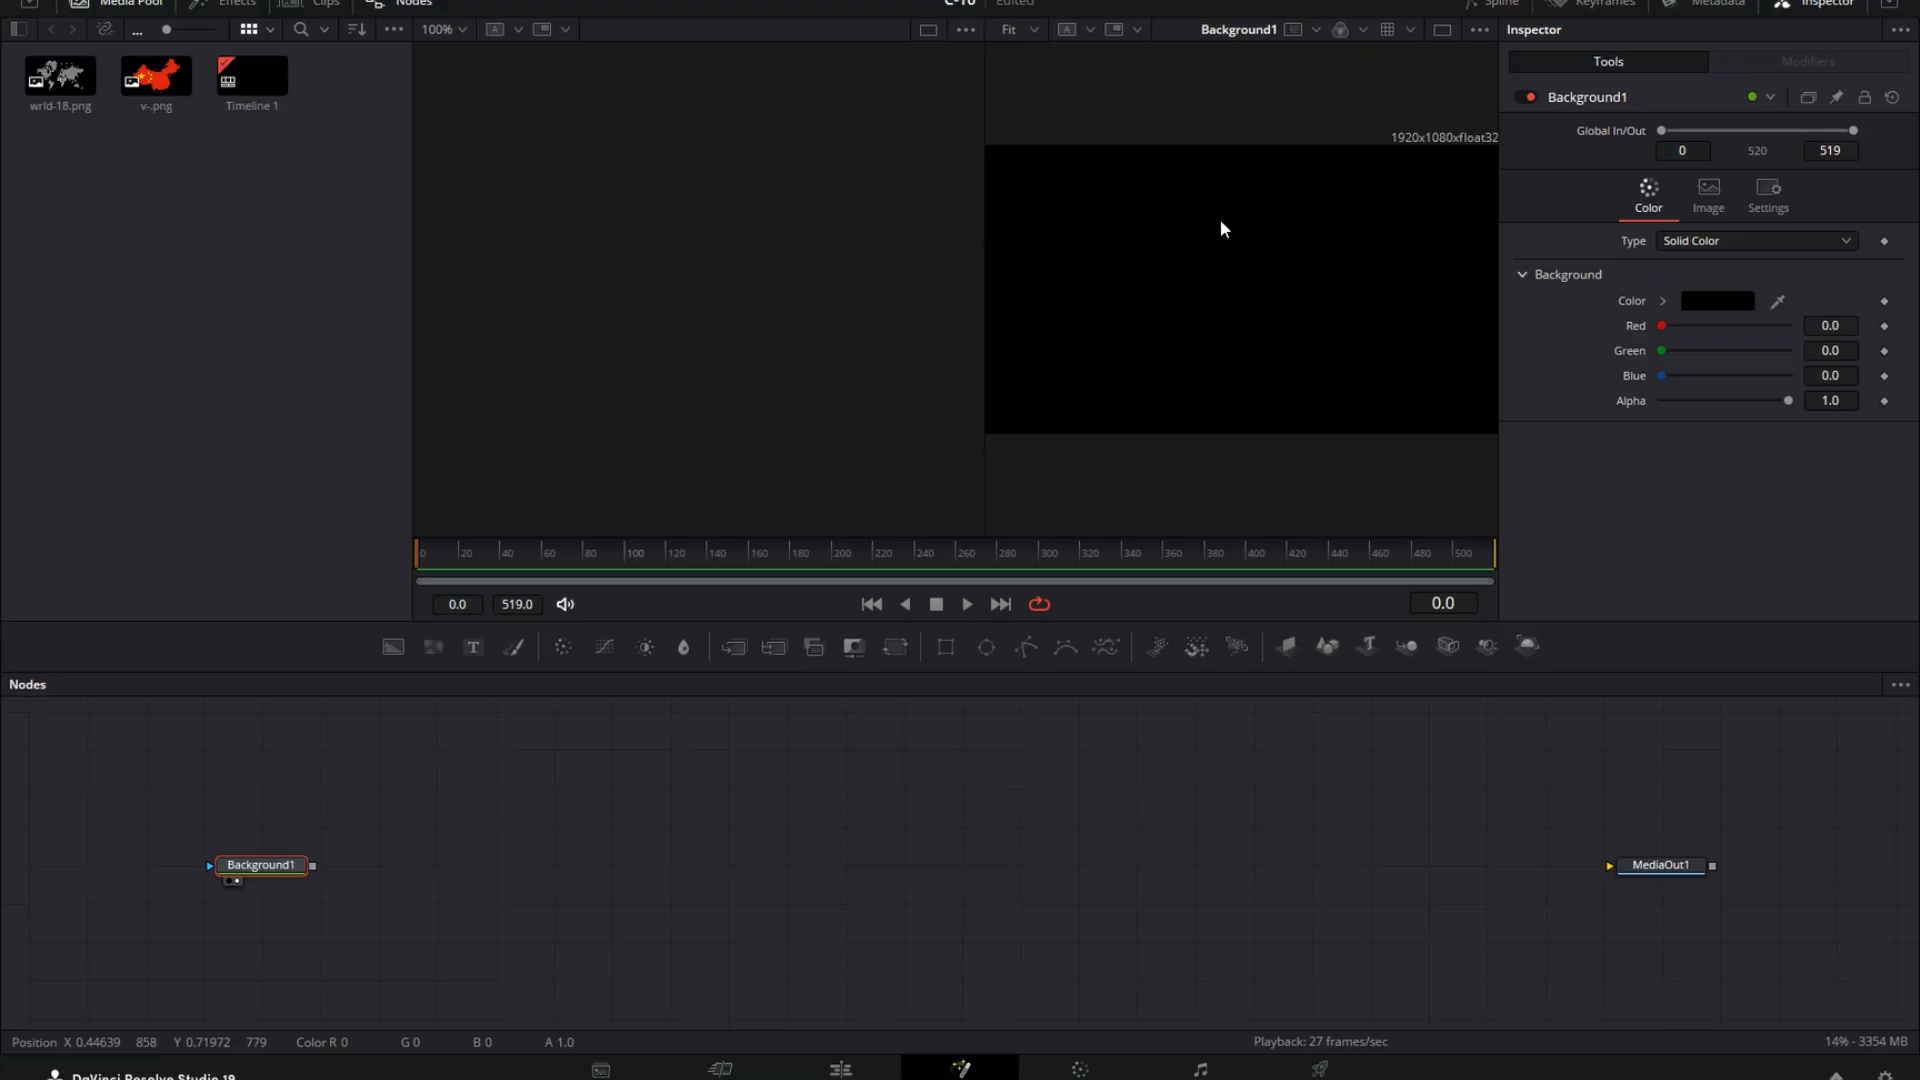 Media Pool Effects Clips Nodes C-10 Edited Spline Keyframes Metadata Inspector
... 100% Fit Background1 Inspector
Tools Modifiers
wrld-18.png v-.png Timeline 1
Background1
1920x1080xfloat32
Global In/Out
0 520 519
Color Image Settings
Type Solid Color
Background
Color
Red 0.0
Green 0.0
Blue 0.0
Alpha 1.0
0 20 40 60 80 100 120 140 160 180 200 220 240 260 280 300 320 340 360 380 400 420 440 460 480 500
0.0 519.0 0.0
T T
Nodes
Background1 MediaOut1
Position X 0.44639 858 Y 0.71972 779 Color R 0 G 0 B 0 A 1.0 Playback: 27 frames/sec 14% - 3354 MB
DaVinci Resolve Studio 19